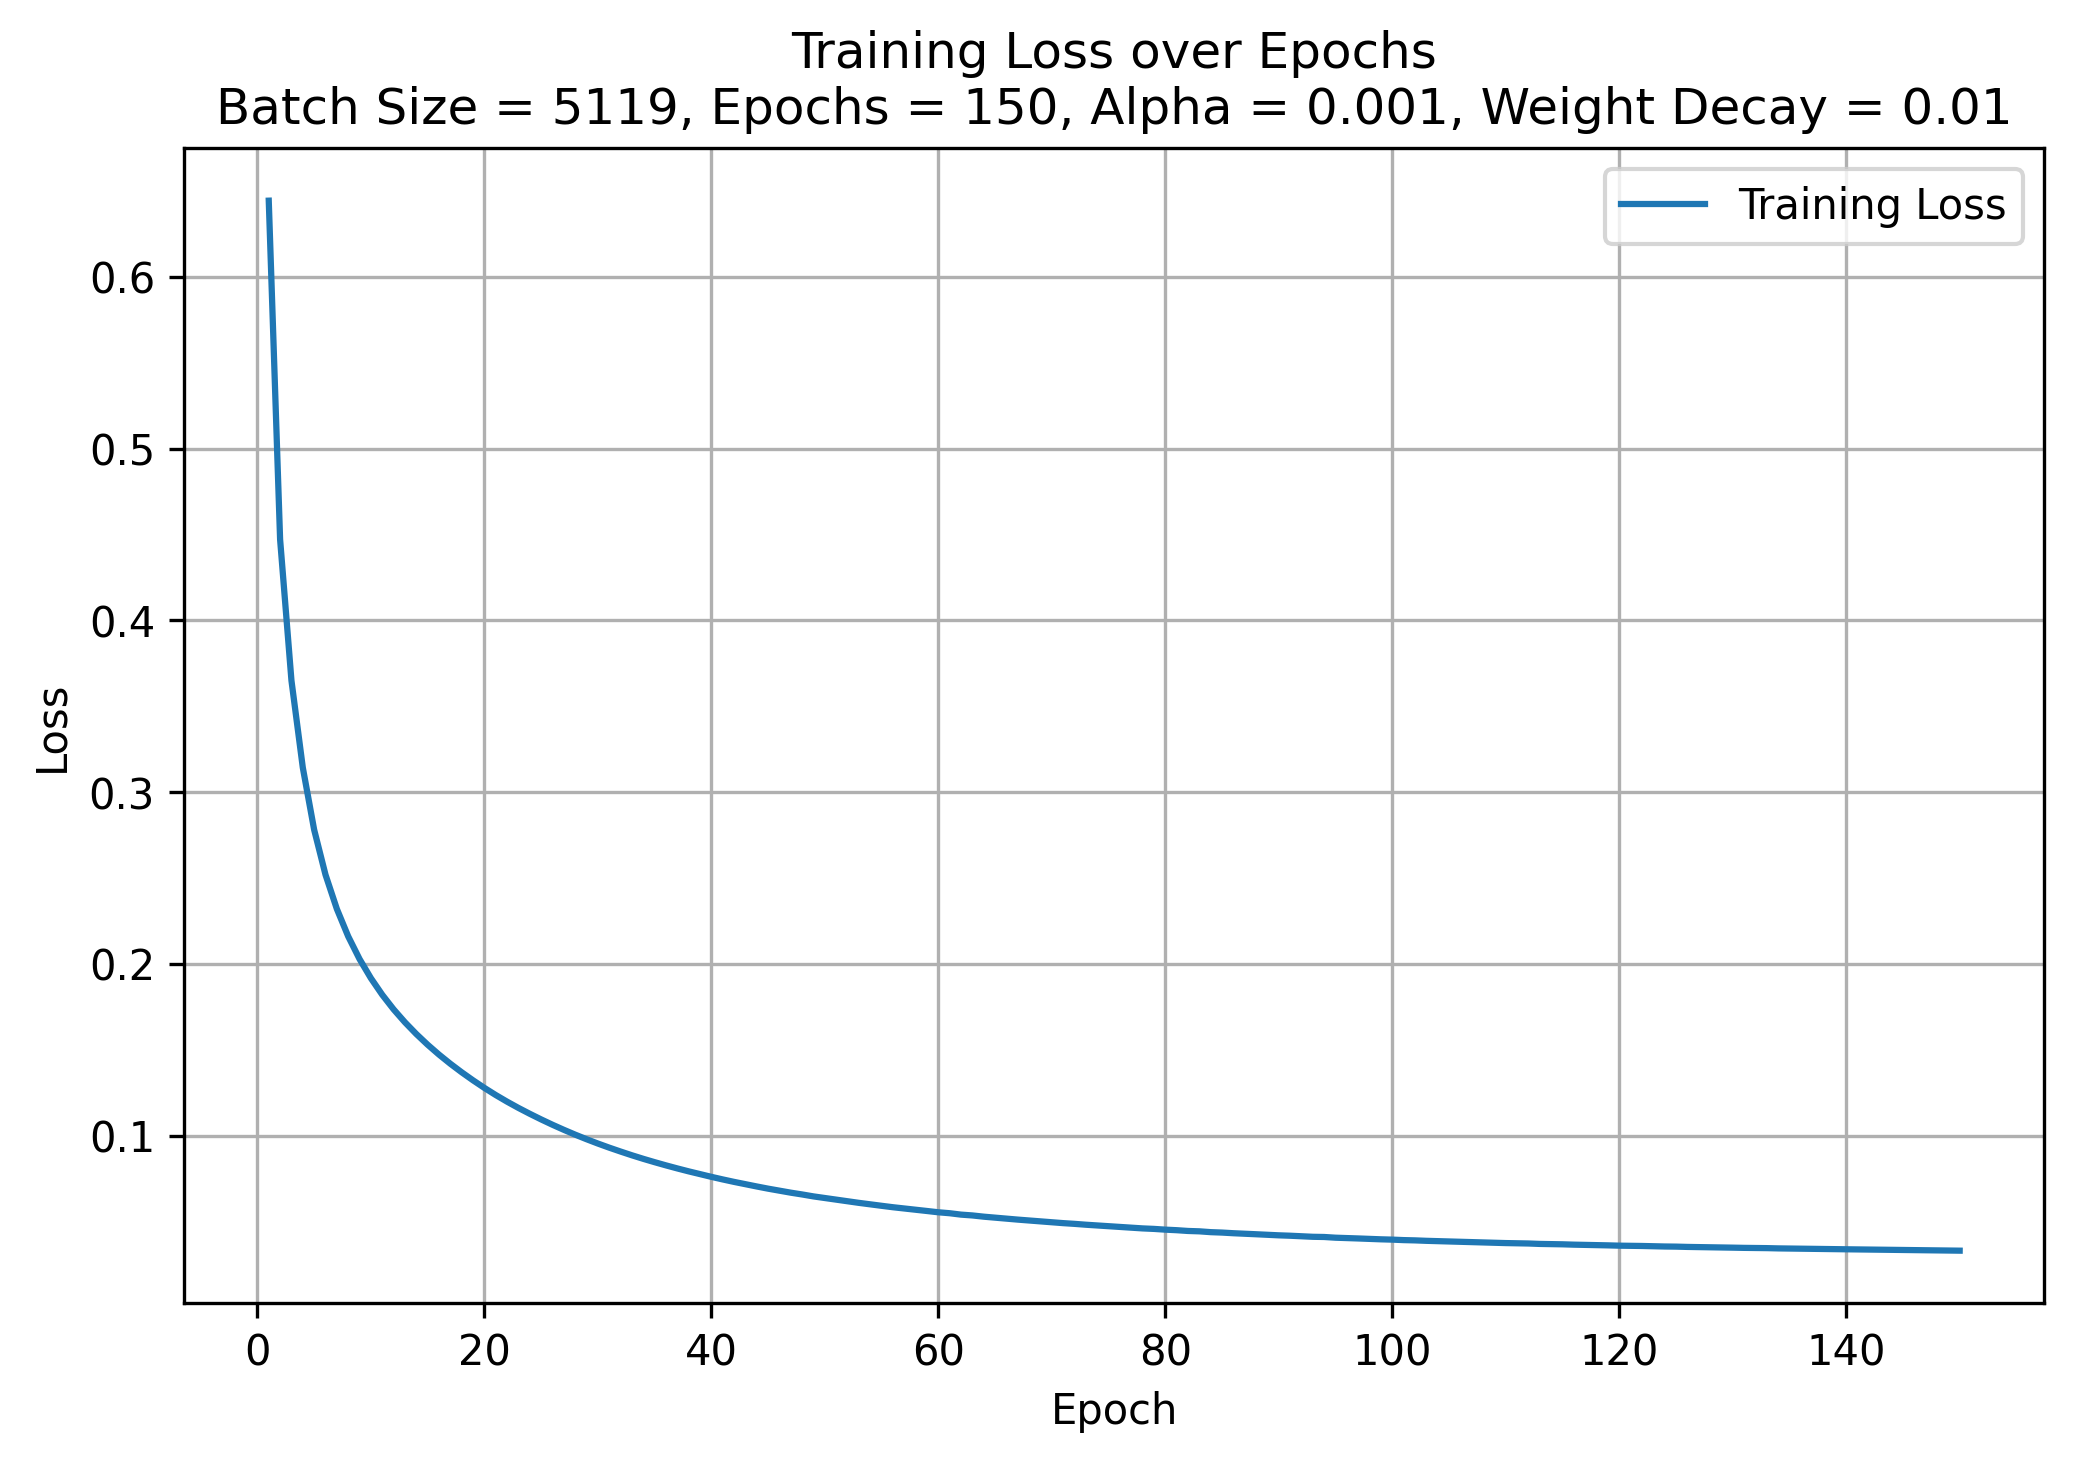 Training Loss over Epochs
Batch Size = 5119, Epochs = 150, Alpha = 0.001, Weight Decay = 0.01
Training Loss
0.6
0.5
0.4
0.3
0.2
0.1
Loss
0 20 40 60 80 100 120 140
Epoch